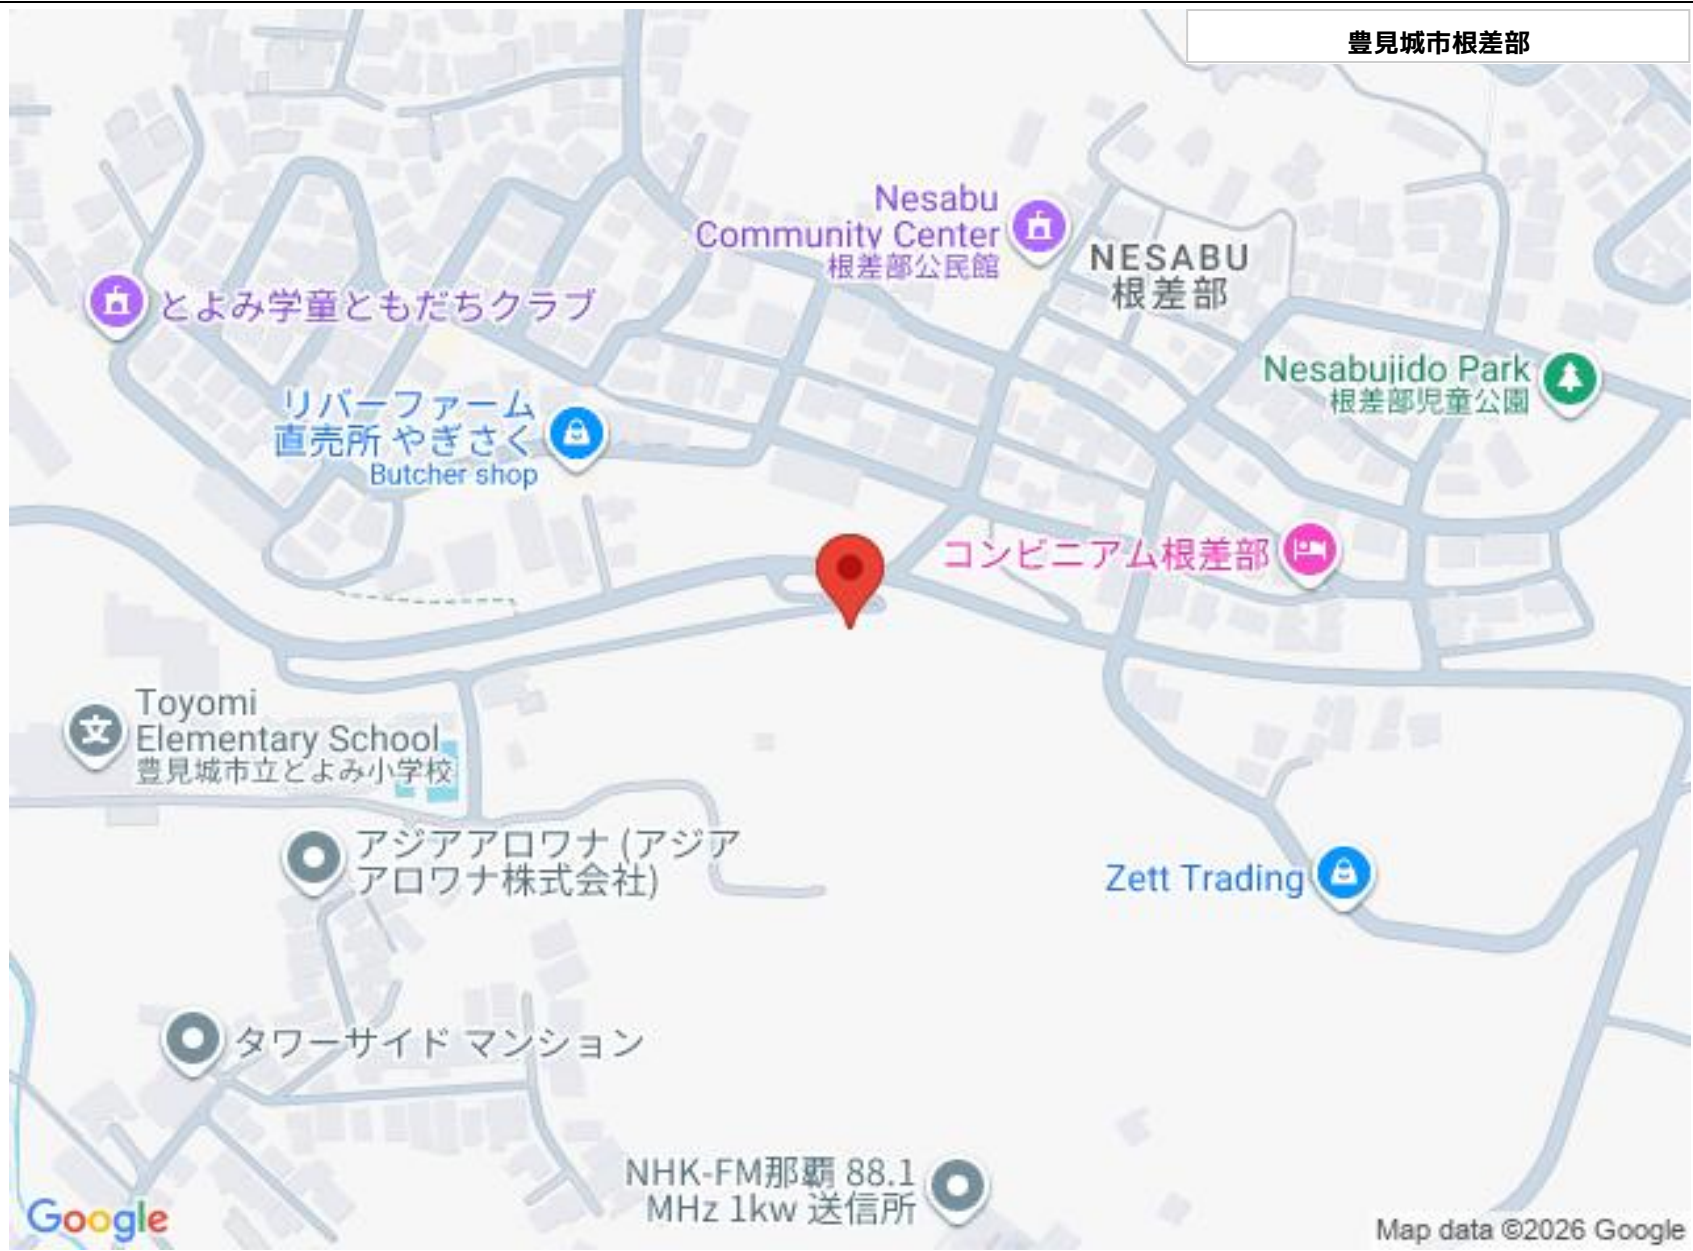 豊見城市根差部
Nesabu
Community Center
根差部公民館
NESABU
根差部
とよみ学童ともだちクラブ
Nesabujido Park
根差部児童公園
リバーファーム
直売所 やぎさく
Butcher shop
コンビニアム根差部
Toyomi
Elementary School
豊見城市立とよみ小学校
アジアアロワナ (アジア
アロワナ株式会社)
Zett Trading
タワーサイド マンション
NHK-FM那覇 88.1
MHz 1kw 送信所
Google
Map data ©2026 Google